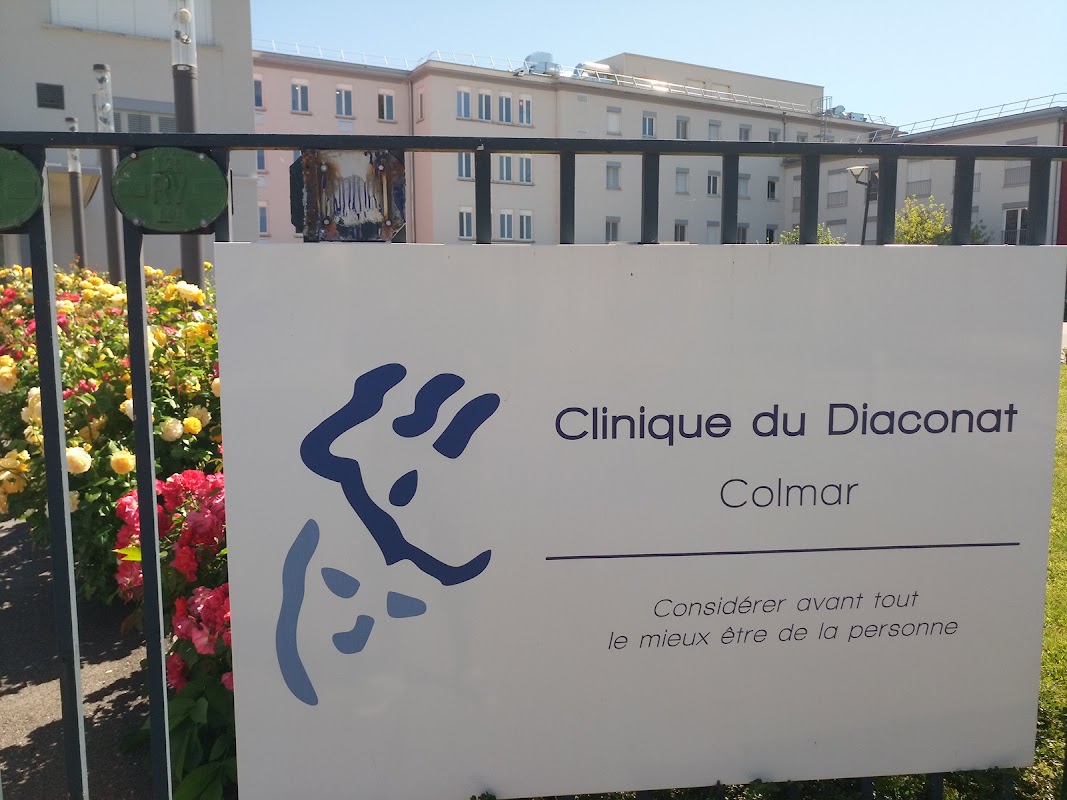 Clinique du Diaconat
Colmar
Considérer avant tout
le mieux être de la personne